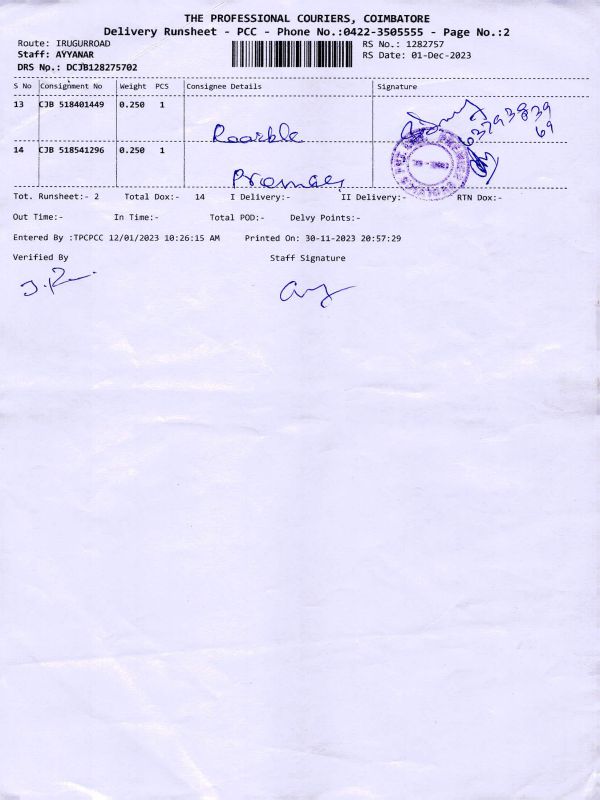 THE PROFESSIONAL COURIERS, COIMBATORE
Delivery Runsheet - PCC - Phone No.:0422-3505555 - Page No.:2
Route: IRUGURROAD RS No.: 1282757
Staff: AYYANAR RS Date: 01-Dec-2023
DRS No.: DCJB128275702
S No Consignment No Weight PCS Consignee Details Signature
13 CJB 518401449 0.250 1
Roarble 6379383969
14 CJB 518541296 0.250 1
Tot. Runsheet:- 2 Total Dox:- 14 I Delivery:- II Delivery:- RTN Dox:-
Out Time:- In Time:- Total POD:- Delvy Points:-
Entered By :TPCPCC 12/01/2023 10:26:15 AM Printed On: 30-11-2023 20:57:29
Verified By Staff Signature